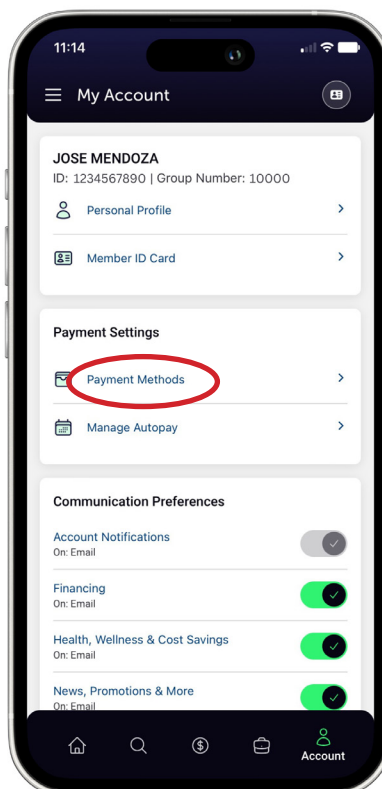 11:14
My Account
JOSE MENDOZA
ID: 1234567890 | Group Number: 10000
Personal Profile
Member ID Card
Payment Settings
Payment Methods
Manage Autopay
Communication Preferences
Account Notifications
On: Email
Financing
On: Email
Health, Wellness & Cost Savings
On: Email
News, Promotions & More
On: Email
Account